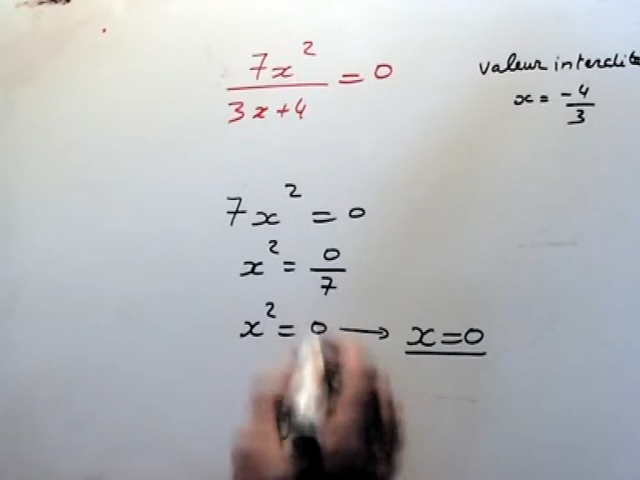 7x² / 3x+4 = 0
valeur interdite
x = -4/3
7x² = 0
x² = 0/7
x² = 0 → x=0